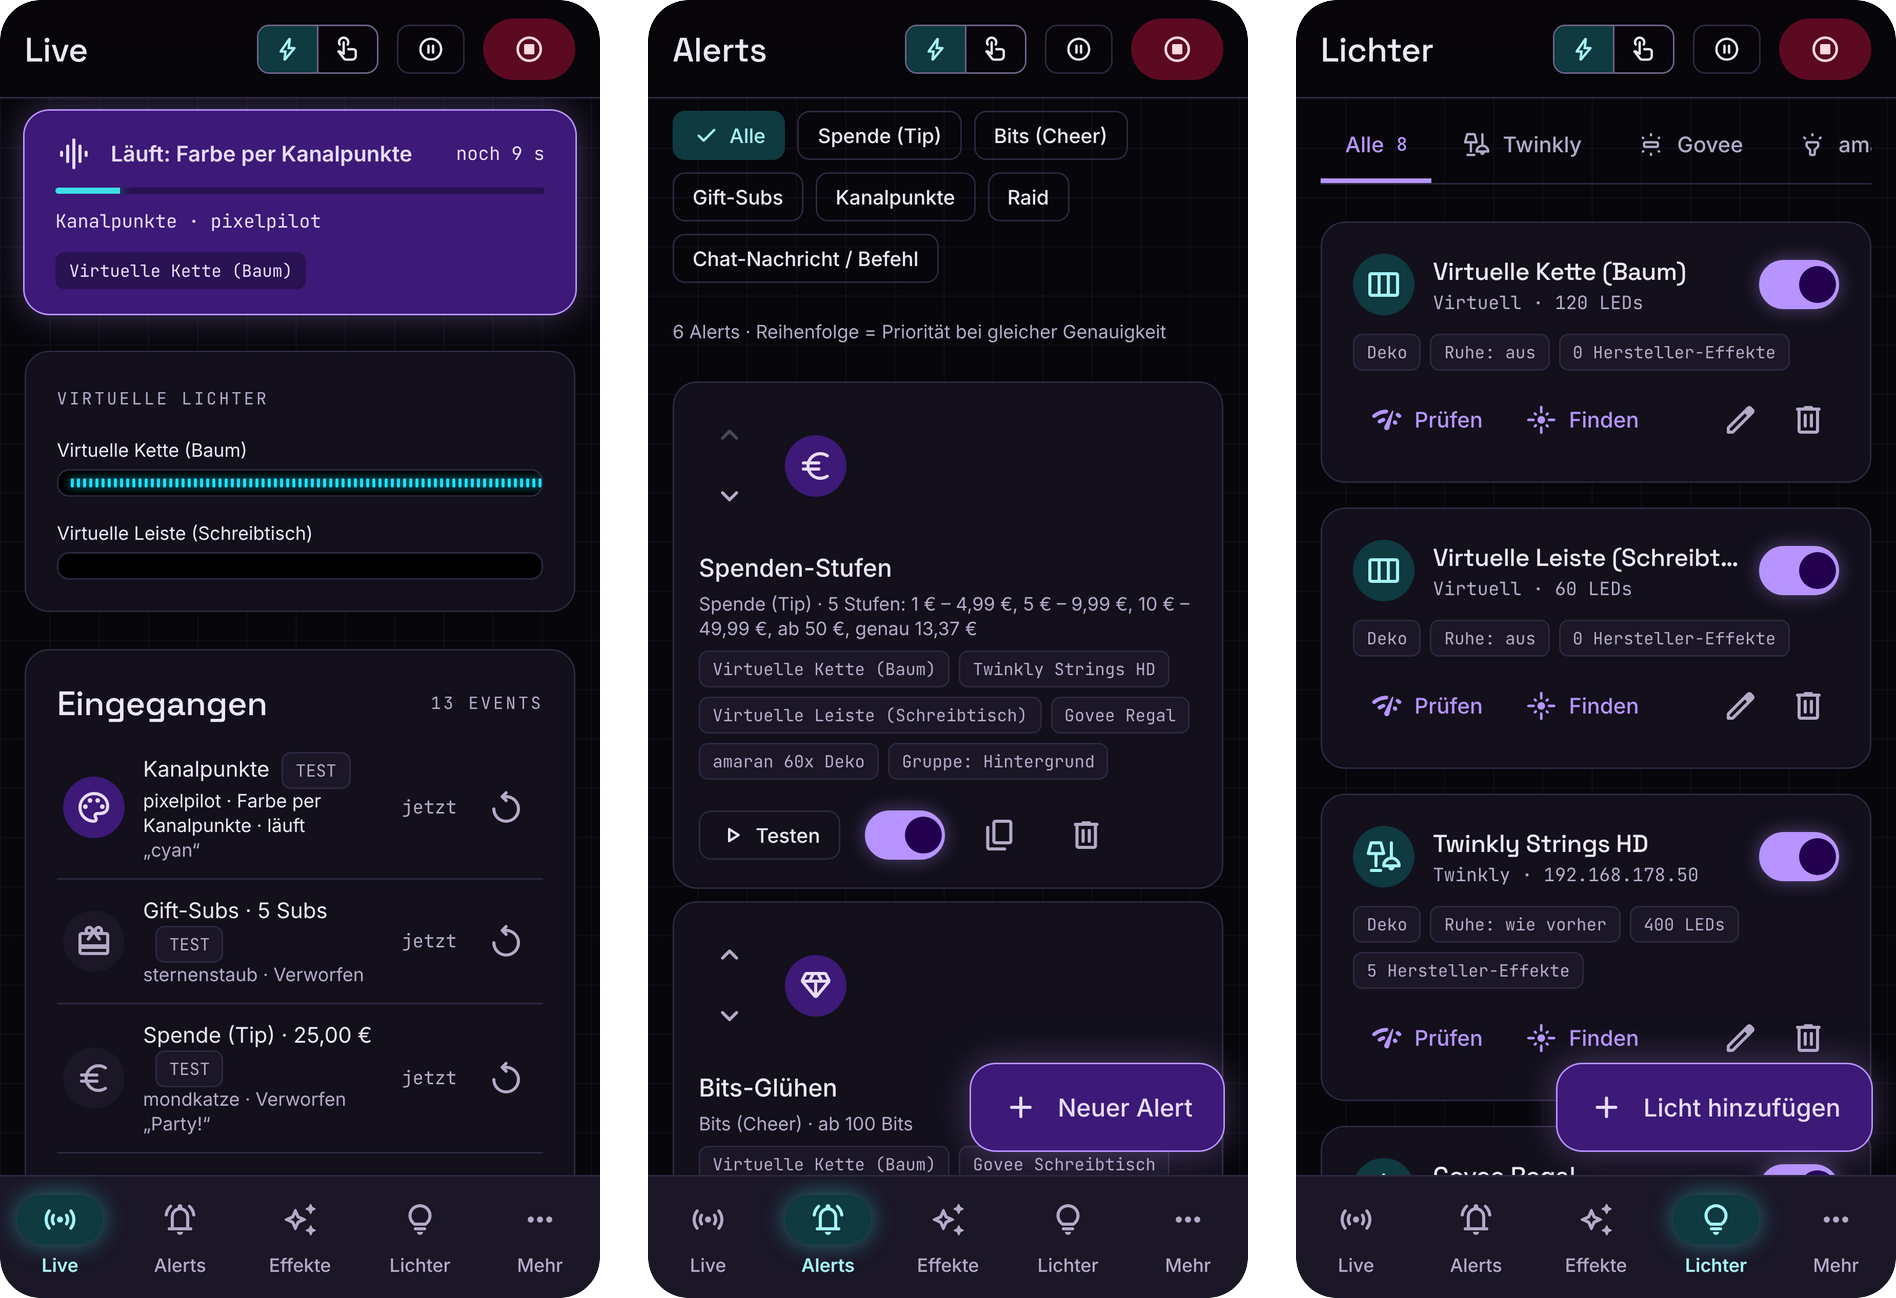 Live
Läuft: Farbe per Kanalpunkte
noch 9 s
Kanalpunkte · pixelpilot
Virtuelle Kette (Baum)
VIRTUELLE LICHTER
Virtuelle Kette (Baum)
Virtuelle Leiste (Schreibtisch)
Eingegangen
13 EVENTS
Kanalpunkte TEST
pixelpilot · Farbe per
Kanalpunkte · läuft
„cyan“
jetzt
Gift-Subs · 5 Subs
TEST
sternenstaub · Verworfen
jetzt
Spende (Tip) · 25,00 €
TEST
mondkatze · Verworfen
„Party!“
jetzt
Live Alerts Effekte Lichter Mehr
Alerts
Alle Spende (Tip) Bits (Cheer)
Gift-Subs Kanalpunkte Raid
Chat-Nachricht / Befehl
6 Alerts · Reihenfolge = Priorität bei gleicher Genauigkeit
Spenden-Stufen
Spende (Tip) · 5 Stufen: 1 € – 4,99 €, 5 € – 9,99 €, 10 € –
49,99 €, ab 50 €, genau 13,37 €
Virtuelle Kette (Baum) Twinkly Strings HD
Virtuelle Leiste (Schreibtisch) Govee Regal
amaran 60x Deko Gruppe: Hintergrund
Testen
Bits-Glühen
Bits (Cheer) · ab 100 Bits
Virtuelle Kette (Baum) Govee Schreibtisch
Neuer Alert
Live Alerts Effekte Lichter Mehr
Lichter
Alle 8 Twinkly Govee am
Virtuelle Kette (Baum)
Virtuell · 120 LEDs
Deko Ruhe: aus 0 Hersteller-Effekte
Prüfen Finden
Virtuelle Leiste (Schreibt…
Virtuell · 60 LEDs
Deko Ruhe: aus 0 Hersteller-Effekte
Prüfen Finden
Twinkly Strings HD
Twinkly · 192.168.178.50
Deko Ruhe: wie vorher 400 LEDs
5 Hersteller-Effekte
Prüfen Finden
Licht hinzufügen
Govee Regal
Live Alerts Effekte Lichter Mehr